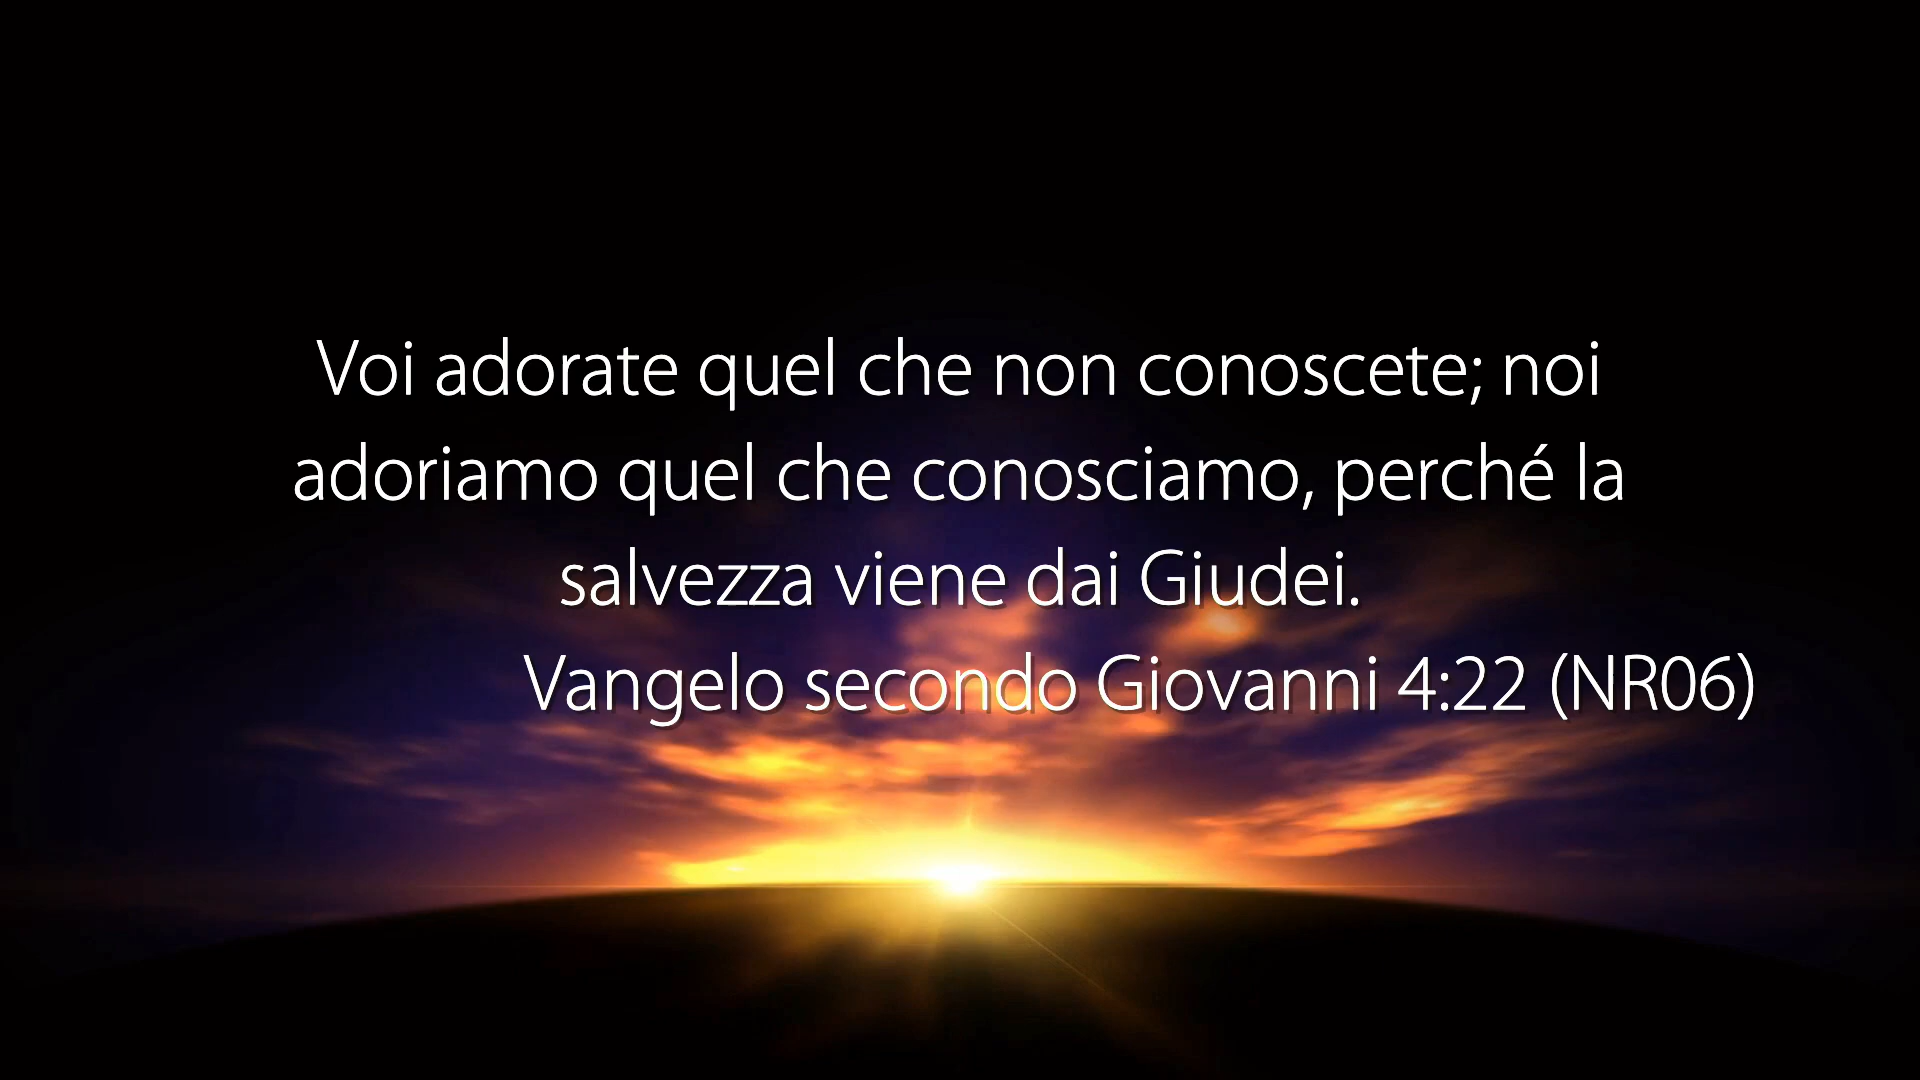 Voi adorate quel che non conoscete; noi
adoriamo quel che conosciamo, perché la
salvezza viene dai Giudei.
Vangelo secondo Giovanni 4:22 (NR06)